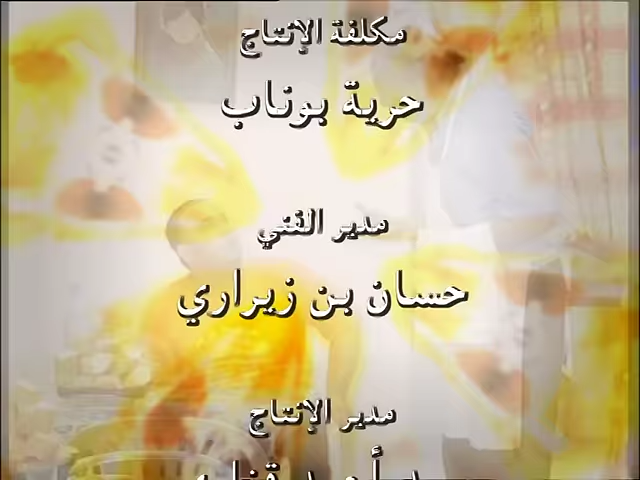 مكلفة الإنتاج
حرية بوناب
مدير الفني
حسان بن زيراري
مدير الإنتاج